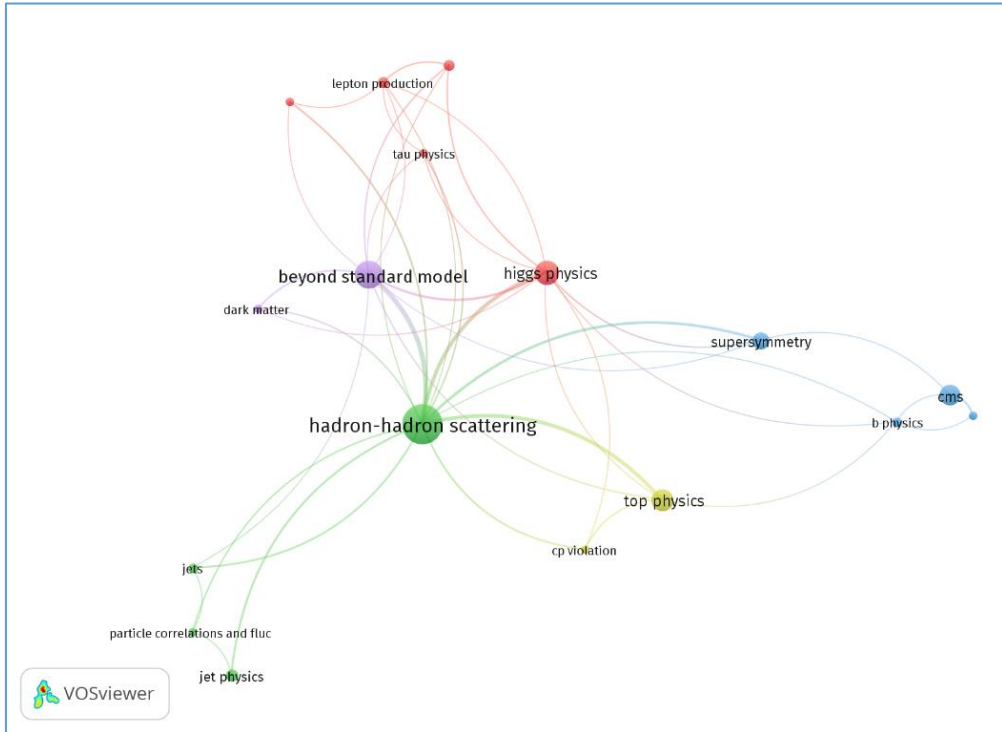 lepton production
tau physics
beyond standard model
higgs physics
dark matter
supersymmetry
cms
b physics
hadron-hadron scattering
top physics
cp violation
jets
particle correlations and fluc
jet physics
VOSviewer